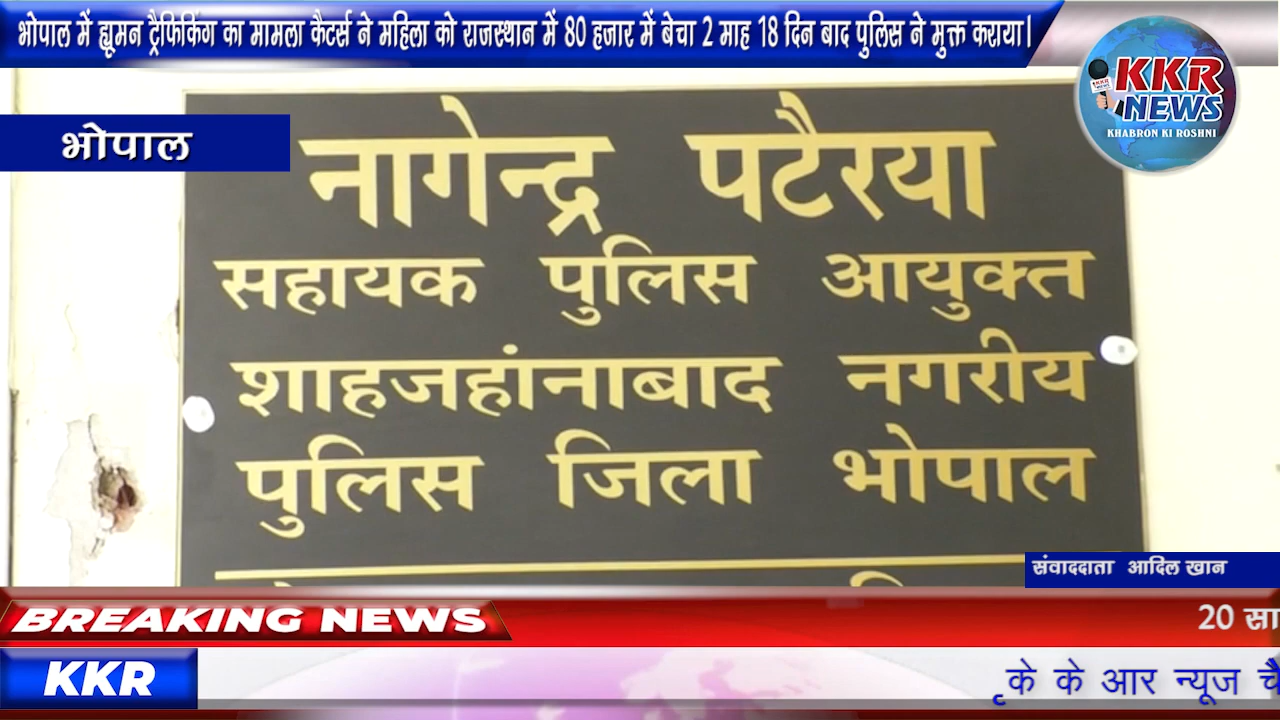 भोपाल में ह्यूमन ट्रैफिकिंग का मामला कैटर्स ने महिला को राजस्थान में 80 हजार में बेचा 2 माह 18 दिन बाद पुलिस ने मुक्त कराया|
KKR
NEWS
KHABRON KI ROSHNI
भोपाल
नागेन्द्र पटैरया
सहायक पुलिस आयुक्त
शाहजहांनाबाद नगरीय
पुलिस जिला भोपाल
संवाददाता आदिल खान
BREAKING NEWS
20 सा
KKR
के के आर न्यूज चै